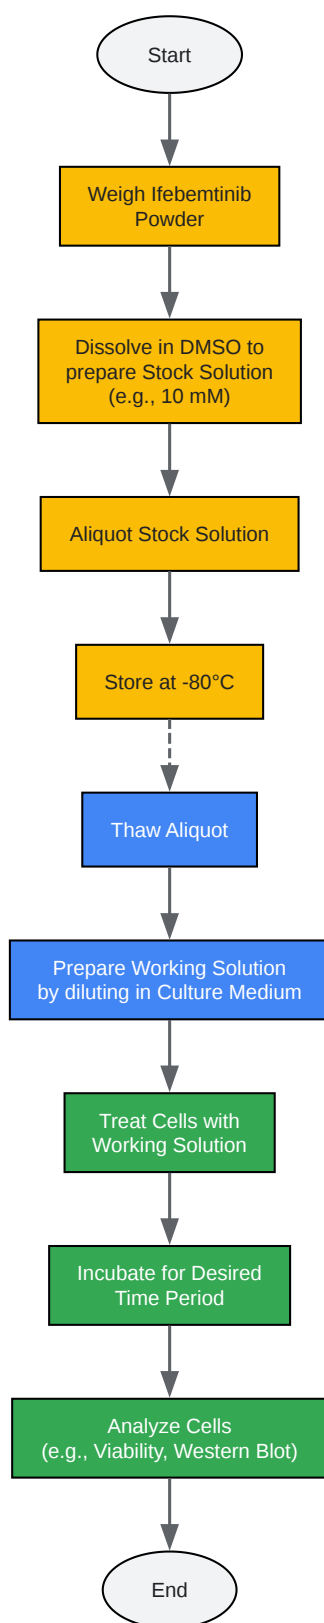 Start
Weigh Ifebemtinib
Powder
Dissolve in DMSO to
prepare Stock Solution
(e.g., 10 mM)
Aliquot Stock Solution
Store at -80°C
Thaw Aliquot
Prepare Working Solution
by diluting in Culture Medium
Treat Cells with
Working Solution
Incubate for Desired
Time Period
Analyze Cells
(e.g., Viability, Western Blot)
End